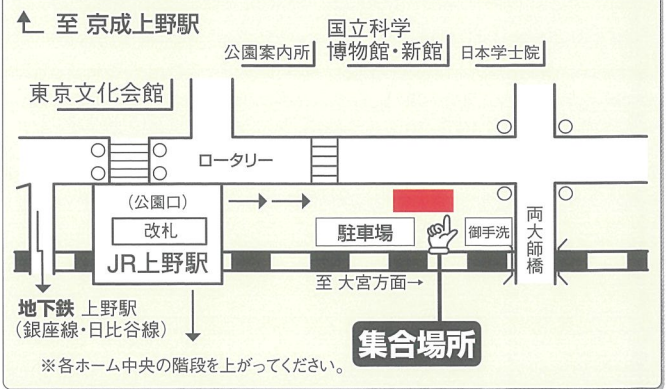 至 京成上野駅
国立科学
博物館・新館
公園案内所
日本学士院
東京文化会館
ロータリー
(公園口)
改札
JR上野駅
→→
駐車場
御手洗
両大師橋
至 大宮方面→
地下鉄 上野駅
(銀座線・日比谷線)
集合場所
※各ホーム中央の階段を上がってください。